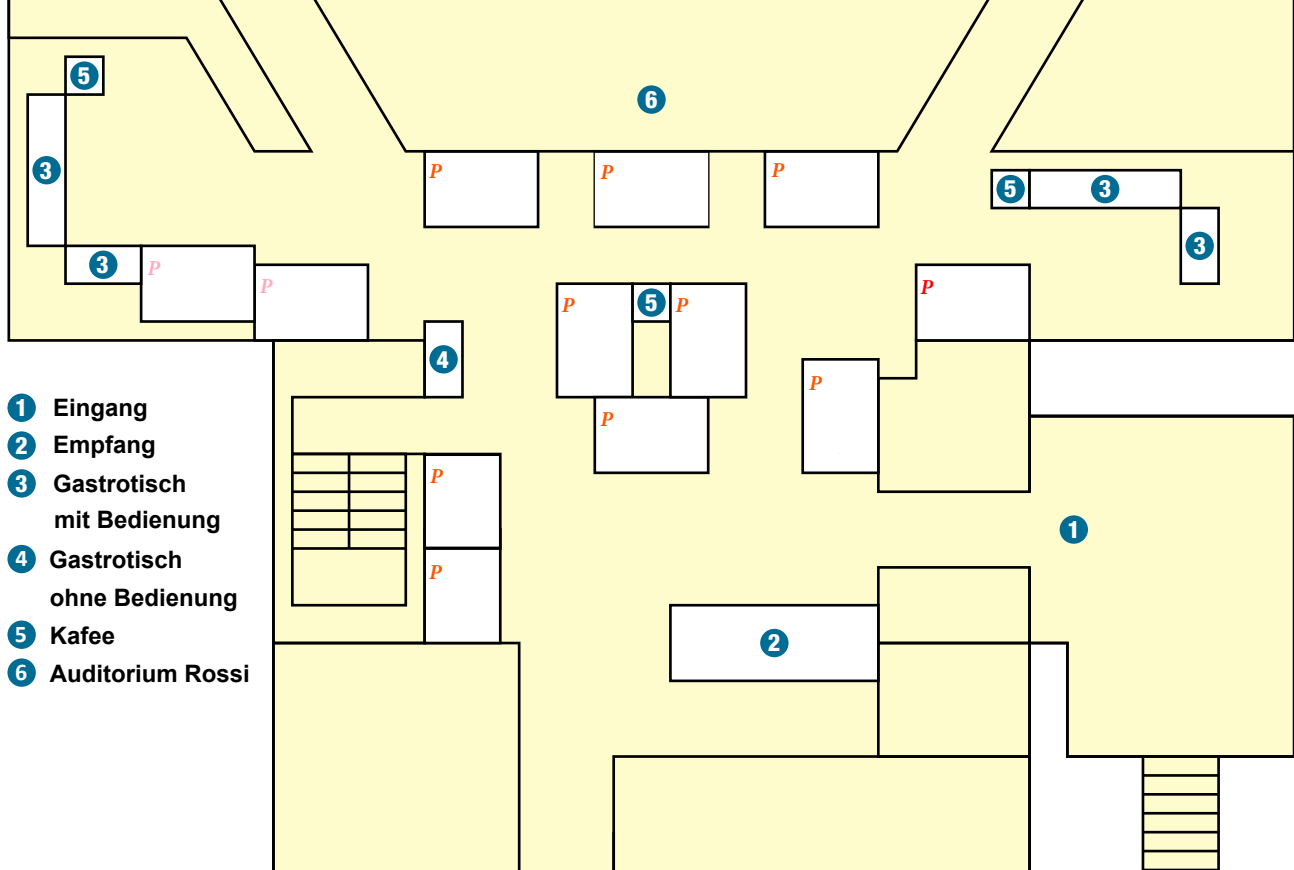 5
6
3
P
P
P
5
3
3
3
P
P
P
P
5
P
4
P
1 Eingang
P
2 Empfang
P
3 Gastrotisch
mit Bedienung
1
4 Gastrotisch
P
ohne Bedienung
5 Kafee
2
6 Auditorium Rossi